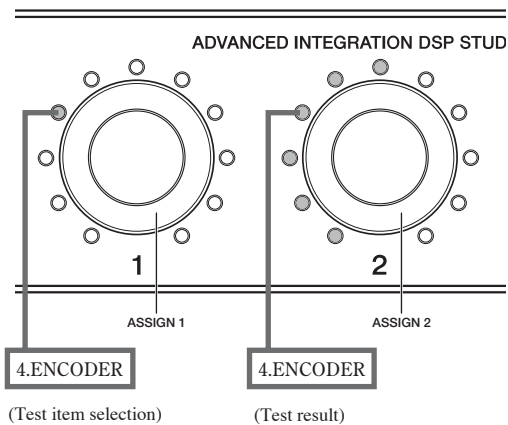 ADVANCED INTEGRATION DSP STUD
1
2
ASSIGN 1
ASSIGN 2
4.ENCODER
4.ENCODER
(Test item selection)
(Test result)